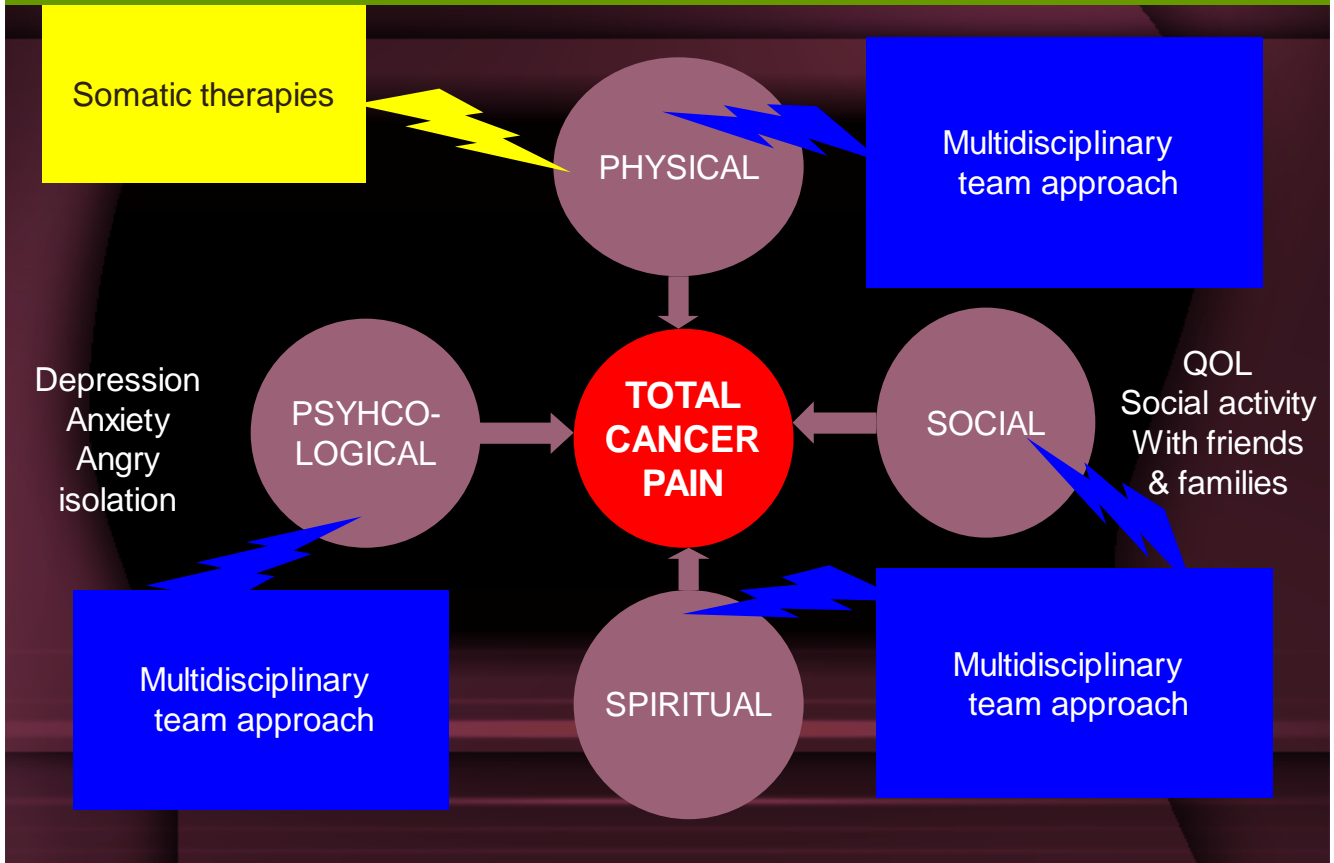 Somatic therapies
PHYSICAL
Multidisciplinary
team approach
Depression
Anxiety
Angry
isolation
PSYHCO-
LOGICAL
TOTAL
CANCER
PAIN
SOCIAL
QOL
Social activity
With friends
& families
Multidisciplinary
team approach
SPIRITUAL
Multidisciplinary
team approach